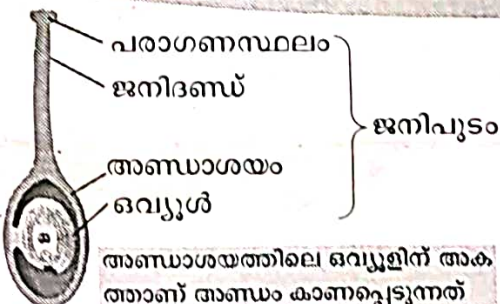 പരാഗണസ്ഥലം
ജനിദണ്ഡ്
ജനിപുടം
അണ്ഡാശയം
ഒവ്യൂൾ
അണ്ഡാശയത്തിലെ ഒവ്യൂളിന് അക
ത്താണ് അണ്ഡം കാണപ്പെടുന്നത്